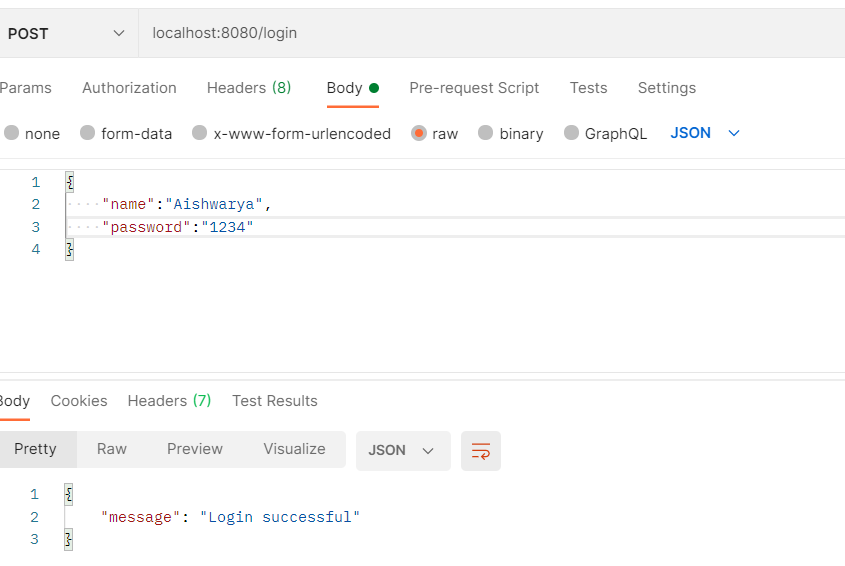 POST localhost:8080/login
Params Authorization Headers (8) Body Pre-request Script Tests Settings
none form-data x-www-form-urlencoded raw binary GraphQL JSON
1 {
2 "name":"Aishwarya",
3 "password":"1234"
4 }
Body Cookies Headers (7) Test Results
Pretty Raw Preview Visualize JSON
1 {
2 "message": "Login successful"
3 }